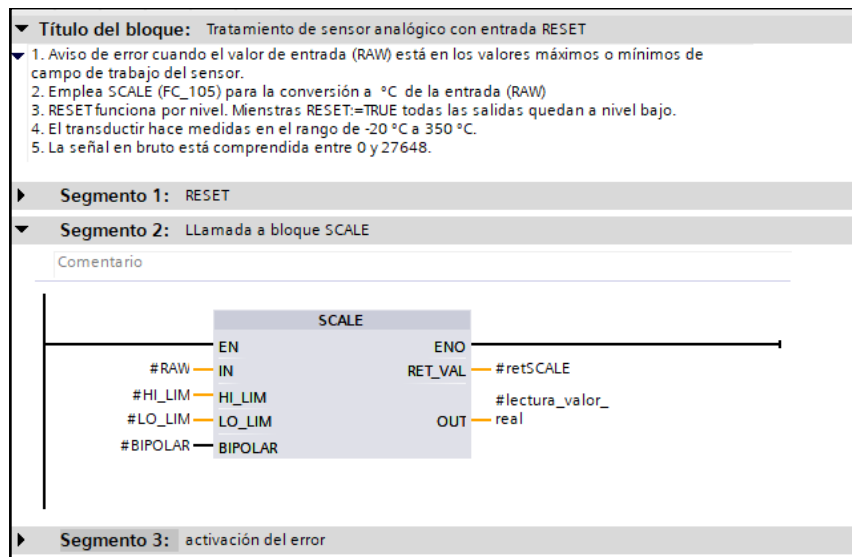 Título del bloque: Tratamiento de sensor analógico con entrada RESET
1. Aviso de error cuando el valor de entrada (RAW) está en los valores máximos o mínimos de
campo de trabajo del sensor.
2. Emplea SCALE (FC_105) para la conversión a °C de la entrada (RAW)
3. RESET funciona por nivel. Mienstras RESET:=TRUE todas las salidas quedan a nivel bajo.
4. El transductir hace medidas en el rango de -20 °C a 350 °C.
5. La señal en bruto está comprendida entre 0 y 27648.
Segmento 1: RESET
Segmento 2: LLamada a bloque SCALE
Comentario
SCALE
EN ENO
#RAW IN RET_VAL #retSCALE
#HI_LIM HI_LIM #lectura_valor_
#LO_LIM LO_LIM OUT real
#BIPOLAR BIPOLAR
Segmento 3: activación del error